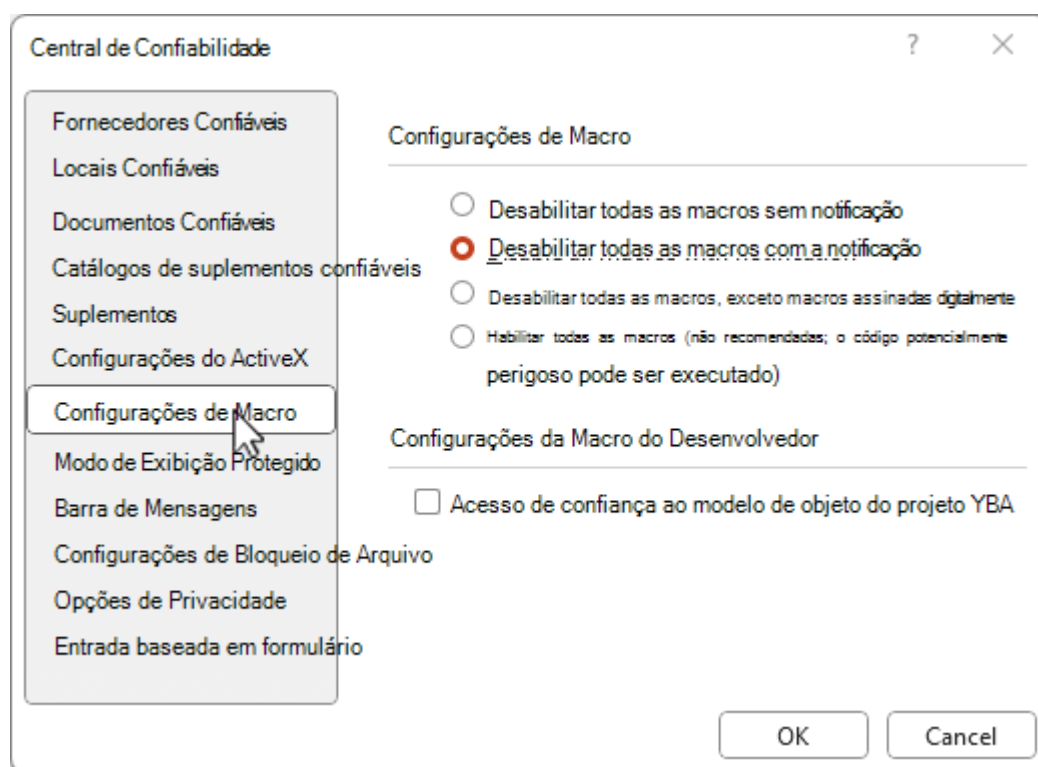 Central de Confiabilidade
?
Fornecedores Confiáveis
Locais Confiáveis
Documentos Confiáveis
Catálogos de suplementos confiáveis
Suplementos
Configurações do ActiveX
Configurações de Macro
Modo de Exibição Protegido
Barra de Mensagens
Configurações de Bloqueio de Arquivo
Opções de Privacidade
Entrada baseada em formulário
Configurações de Macro
Desabilitar todas as macros sem notificação
Desabilitar todas as macros com a notificação
Desabilitar todas as macros, exceto macros assinadas digitalmente
Habilitar todas as macros (não recomendadas; o código potencialmente
perigoso pode ser executado)
Configurações da Macro do Desenvolvedor
Acesso de confiança ao modelo de objeto do projeto YBA
OK
Cancel